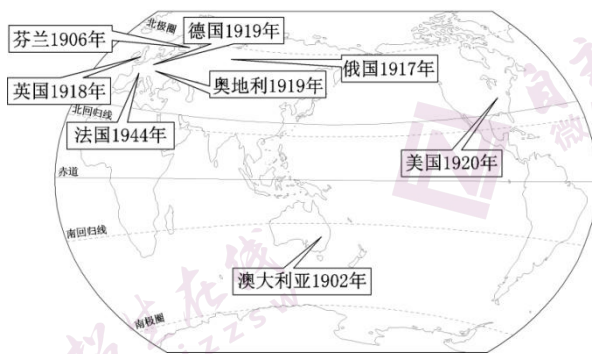 北极圈
德国1919年
芬兰1906年
俄国1917年
英国1918年
奥地利1919年
北回归线
法国1944年
美国1920年
赤道
南回归线
澳大利亚1902年
南极圈